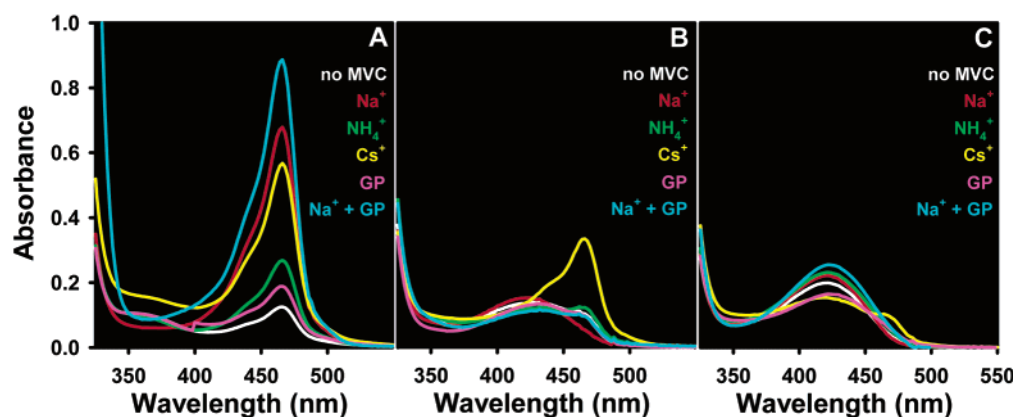 1.0
0.8
0.6
0.4
0.2
0.0
Absorbance
A
no MVC
Na⁺
NH₄⁺
Cs⁺
GP
Na⁺ + GP
350 400 450 500
Wavelength (nm)
B
no MVC
Na⁺
NH₄⁺
Cs⁺
GP
Na⁺ + GP
350 400 450 500
Wavelength (nm)
C
no MVC
Na⁺
NH₄⁺
Cs⁺
GP
Na⁺ + GP
350 400 450 500 550
Wavelength (nm)